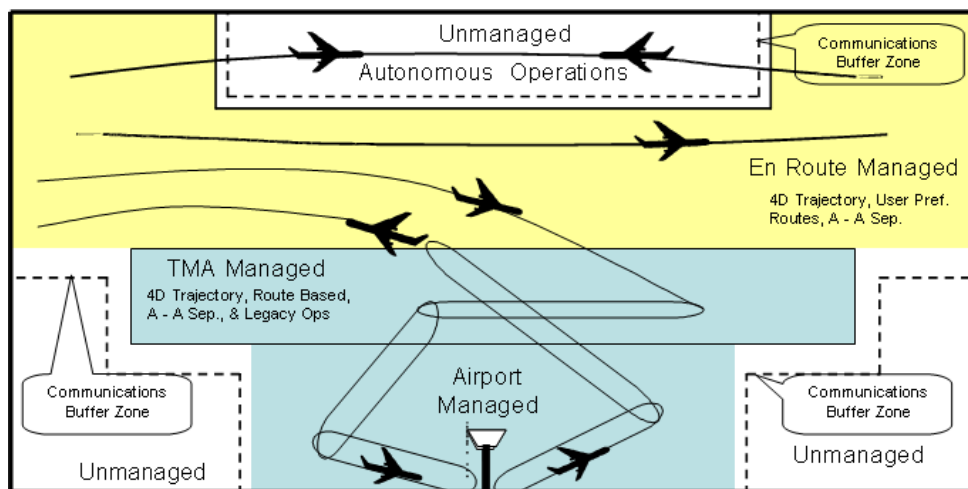 Unmanaged
Autonomous Operations
Communications
Buffer Zone
En Route Managed
4D Trajectory, User Pref.
Routes, A - A Sep.
TMA Managed
4D Trajectory, Route Based,
A - A Sep., & Legacy Ops
Airport
Managed
Communications
Buffer Zone
Communications
Buffer Zone
Unmanaged
Unmanaged